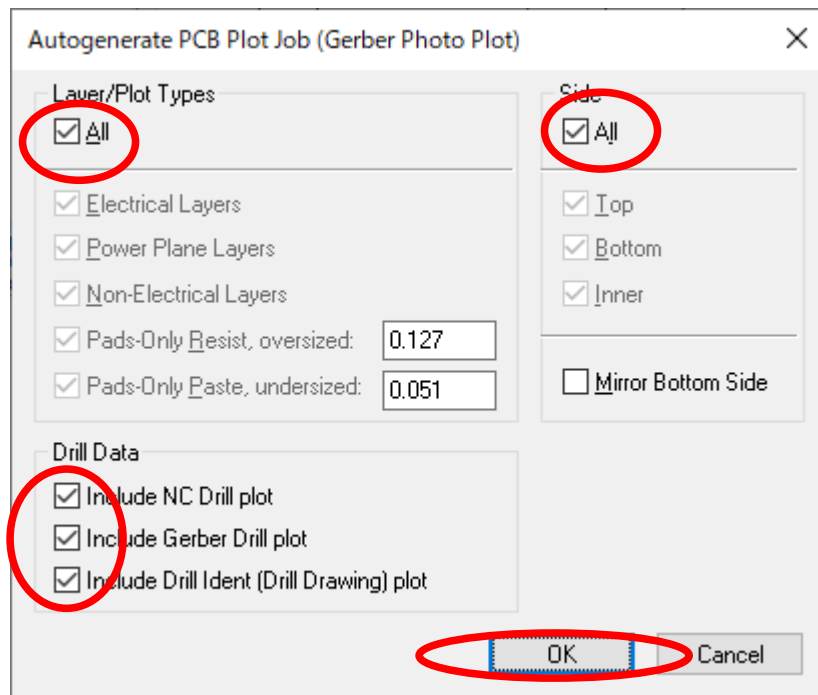 Autogenerate PCB Plot Job (Gerber Photo Plot)
Layer/Plot Types
All
Electrical Layers
Power Plane Layers
Non-Electrical Layers
Pads-Only Resist, oversized: 0.127
Pads-Only Paste, undersized: 0.051
Side
All
Top
Bottom
Inner
Mirror Bottom Side
Drill Data
Include NC Drill plot
Include Gerber Drill plot
Include Drill Ident (Drill Drawing) plot
OK Cancel